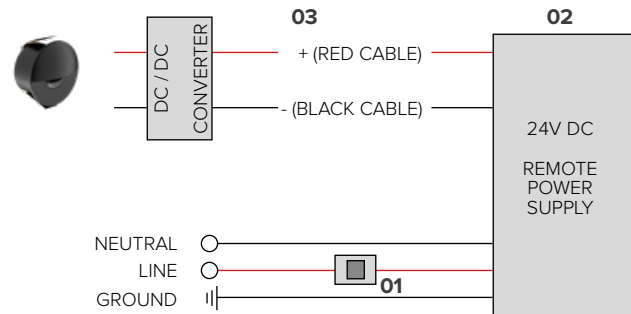 03
02
DC / DC
CONVERTER
+ (RED CABLE)
- (BLACK CABLE)
24V DC
REMOTE
POWER
SUPPLY
NEUTRAL
LINE
01
GROUND